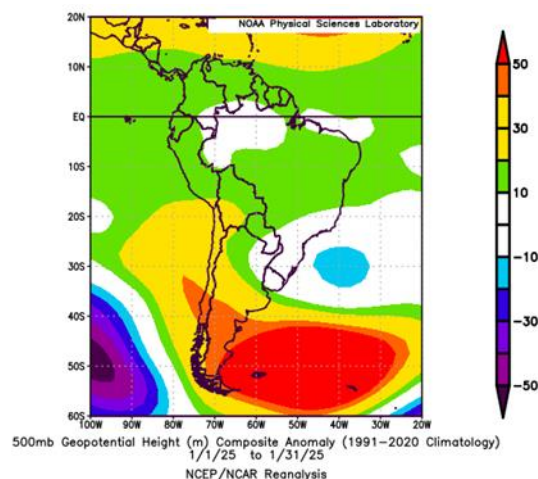 NOAA Physical Sciences Laboratory
20N
10N
EQ
10S
20S
30S
40S
50S
60S
100W 90W 80W 70W 60W 50W 40W 30W 20W
50
30
10
-10
-30
-50
500mb Geopotential Height (m) Composite Anomaly (1991-2020 Climatology)
1/1/25 to 1/31/25
NCEP/NCAR Reanalysis